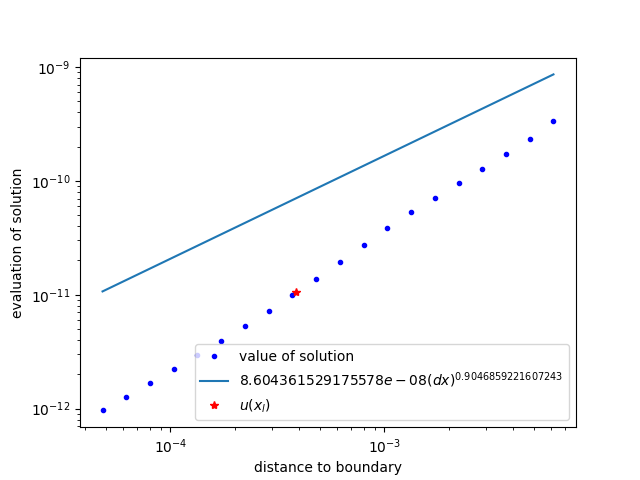 10⁻⁹
10⁻¹⁰
10⁻¹¹
10⁻¹²
evaluation of solution
value of solution
8.604361529175578e − 08(dx)^0.9046859221607243
u(x_l)
10⁻⁴ 10⁻³
distance to boundary